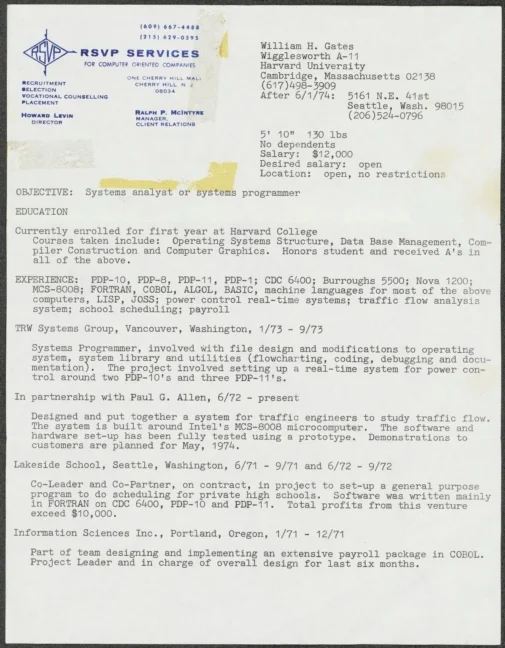 (609) 667-4488
(215) 629-0595
RSVP
RSVP SERVICES
FOR COMPUTER ORIENTED COMPANIES
ONE CHERRY HILL MALL
CHERRY HILL N J
08034
RECRUITMENT
SELECTION
VOCATIONAL COUNSELLING
PLACEMENT
HOWARD LEVIN
DIRECTOR
RALPH P. McINTYRE
MANAGER,
CLIENT RELATIONS
William H. Gates
Wigglesworth A-11
Harvard University
Cambridge, Massachusetts 02138
(617)498-3909
After 6/1/74: 5161 N.E. 41st
Seattle, Wash. 98015
(206)524-0796
5' 10" 130 lbs
No dependents
Salary: $12,000
Desired salary: open
Location: open, no restrictions
OBJECTIVE: Systems analyst or systems programmer
EDUCATION
Currently enrolled for first year at Harvard College
Courses taken include: Operating Systems Structure, Data Base Management, Com-
piler Construction and Computer Graphics. Honors student and received A's in
all of the above.
EXPERIENCE: PDP-10, PDP-8, PDP-11, PDP-1; CDC 6400; Burroughs 5500; Nova 1200;
MCS-8008; FORTRAN, COBOL, ALGOL, BASIC, machine languages for most of the above
computers, LISP, JOSS; power control real-time systems; traffic flow analysis
system; school scheduling; payroll
TRW Systems Group, Vancouver, Washington, 1/73 - 9/73
Systems Programmer, involved with file design and modifications to operating
system, system library and utilities (flowcharting, coding, debugging and docu-
mentation). The project involved setting up a real-time system for power con-
trol around two PDP-10's and three PDP-11's.
In partnership with Paul G. Allen, 6/72 - present
Designed and put together a system for traffic engineers to study traffic flow.
The system is built around Intel's MCS-8008 microcomputer. The software and
hardware set-up has been fully tested using a prototype. Demonstrations to
customers are planned for May, 1974.
Lakeside School, Seattle, Washington, 6/71 - 9/71 and 6/72 - 9/72
Co-Leader and Co-Partner, on contract, in project to set-up a general purpose
program to do scheduling for private high schools. Software was written mainly
in FORTRAN on CDC 6400, PDP-10 and PDP-11. Total profits from this venture
exceed $10,000.
Information Sciences Inc., Portland, Oregon, 1/71 - 12/71
Part of team designing and implementing an extensive payroll package in COBOL.
Project Leader and in charge of overall design for last six months.